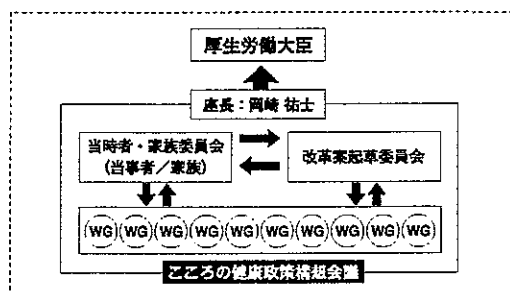 厚生労働大臣
座長：岡崎 祐士
当時者・家族委員会
(当事者／家族)
改革案起草委員会
WG WG WG WG WG WG WG WG WG
こころの健康政策構想会議